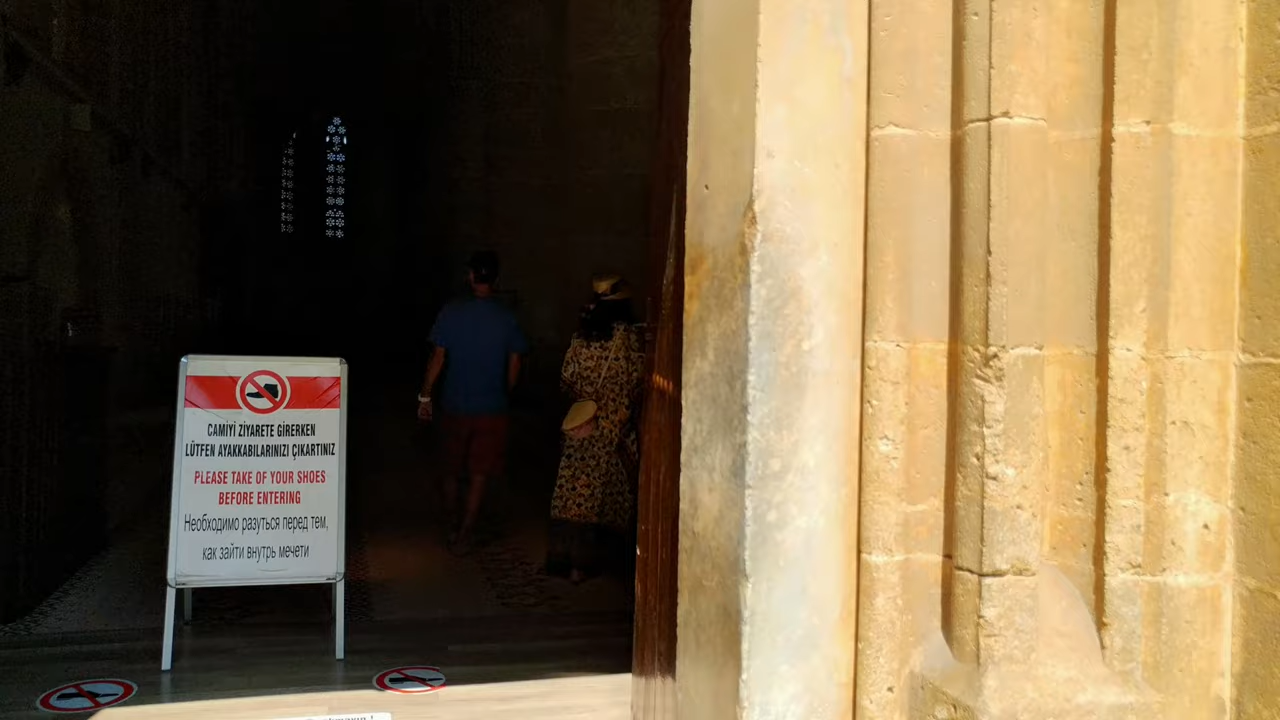 CAMİYİ ZİYARETE GİRERKEN
LÜTFEN AYAKKABILARINIZI ÇIKARTINIZ
PLEASE TAKE OF YOUR SHOES
BEFORE ENTERING
Необходимо разуться перед тем,
как зайти внутрь мечети